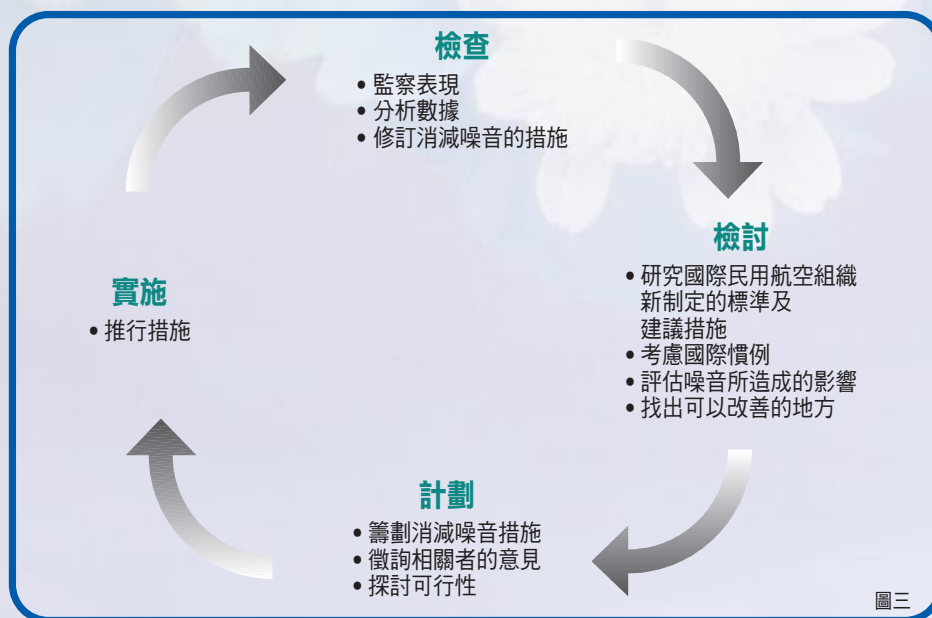 檢查
• 監察表現
• 分析數據
• 修訂消減噪音的措施
檢討
• 研究國際民用航空組織
新制定的標準及
建議措施
• 考慮國際慣例
• 評估噪音所造成的影響
• 找出可以改善的地方
計劃
• 籌劃消減噪音措施
• 徵詢相關者的意見
• 探討可行性
實施
• 推行措施
圖三